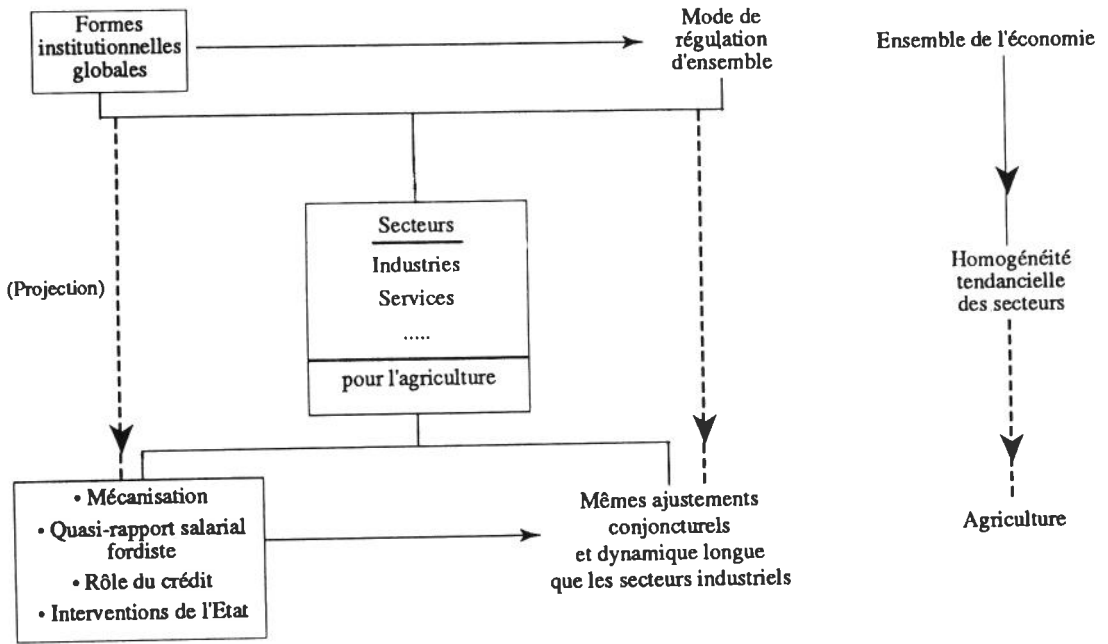 Formes
institutionnelles
globales
Mode de
régulation
d'ensemble
Ensemble de l'économie
Secteurs
Industries
Services
.....
pour l'agriculture
(Projection)
Homogénéité
tendancielle
des secteurs
• Mécanisation
• Quasi-rapport salarial
fordiste
• Rôle du crédit
• Interventions de l'Etat
Mêmes ajustements
conjoncturels
et dynamique longue
que les secteurs industriels
Agriculture